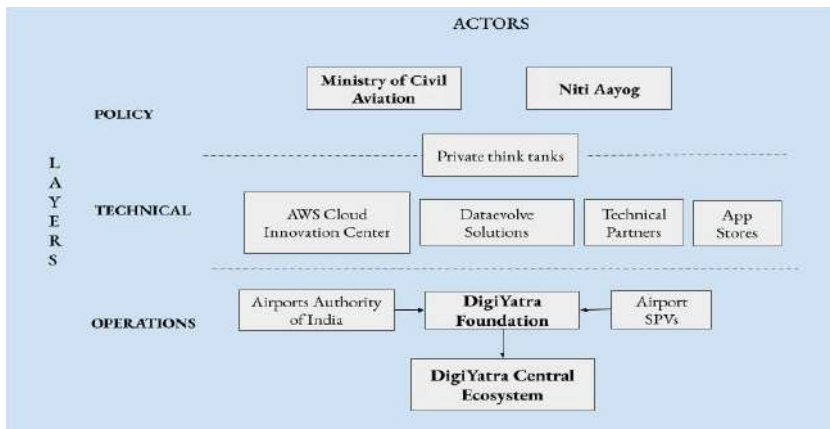 ACTORS
Ministry of Civil
Aviation
Niti Aayog
POLICY
Private think tanks
L
A
Y
E
R
S
TECHNICAL
AWS Cloud
Innovation Center
Dataevolve
Solutions
Technical
Partners
App
Stores
OPERATIONS
Airports Authority
of India
DigiYatra
Foundation
Airport
SPVs
DigiYatra Central
Ecosystem